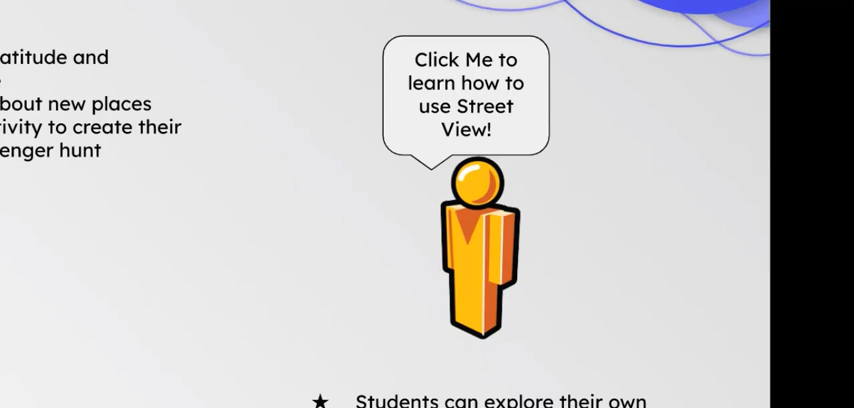 atitude and
bout new places
tivity to create their
enger hunt
Click Me to
learn how to
use Street
View!
★ Students can explore their own